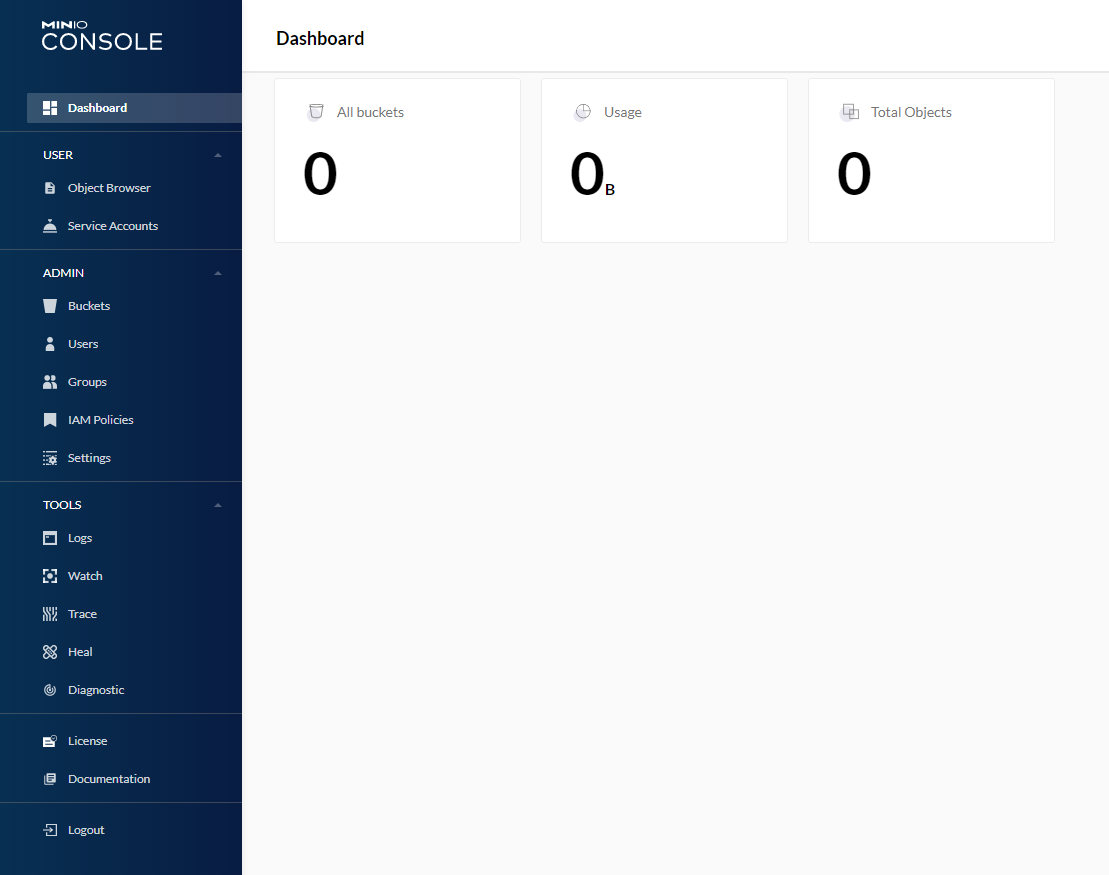 MINIO
CONSOLE
Dashboard
USER
Object Browser
Service Accounts
ADMIN
Buckets
Users
Groups
IAM Policies
Settings
TOOLS
Logs
Watch
Trace
Heal
Diagnostic
License
Documentation
Logout
Dashboard
All buckets
0
Usage
0B
Total Objects
0